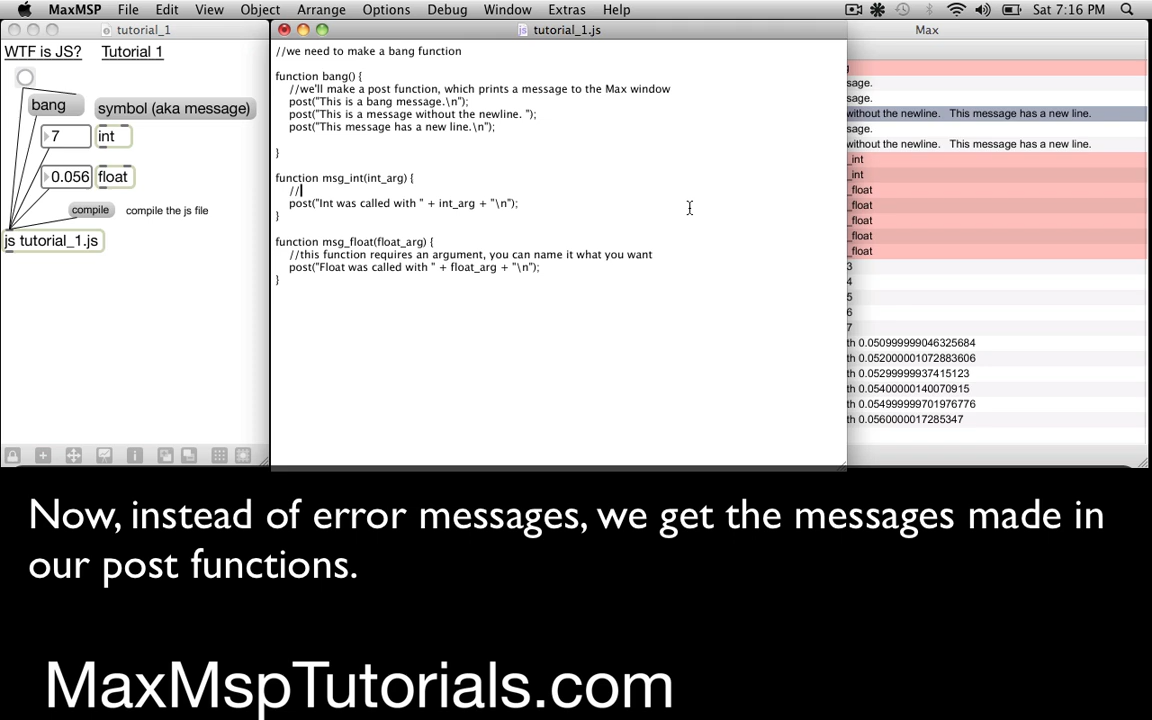 MaxMSP File Edit View Object Arrange Options Debug Window Extras Help Sat 7:16 PM
tutorial_1
WTF is JS? Tutorial 1
bang
symbol (aka message)
7 int
0.056 float
compile compile the js file
js tutorial_1.js
tutorial_1.js
//we need to make a bang function
function bang() {
//we'll make a post function, which prints a message to the Max window
post("This is a bang message.\n");
post("This is a message without the newline. ");
post("This message has a new line.\n");
}
function msg_int(int_arg) {
//
post("Int was called with " + int_arg + "\n");
}
function msg_float(float_arg) {
//this function requires an argument, you can name it what you want
post("Float was called with " + float_arg + "\n");
}
Max
sage.
sage.
without the newline. This message has a new line.
sage.
without the newline. This message has a new line.
_int
_int
_float
_float
_float
_float
_float
3
4
5
6
7
th 0.050999999046325684
th 0.052000001072883606
th 0.05299999937415123
th 0.05400000140070915
th 0.054999999701976776
th 0.0560000017285347
Now, instead of error messages, we get the messages made in
our post functions.
MaxMspTutorials.com